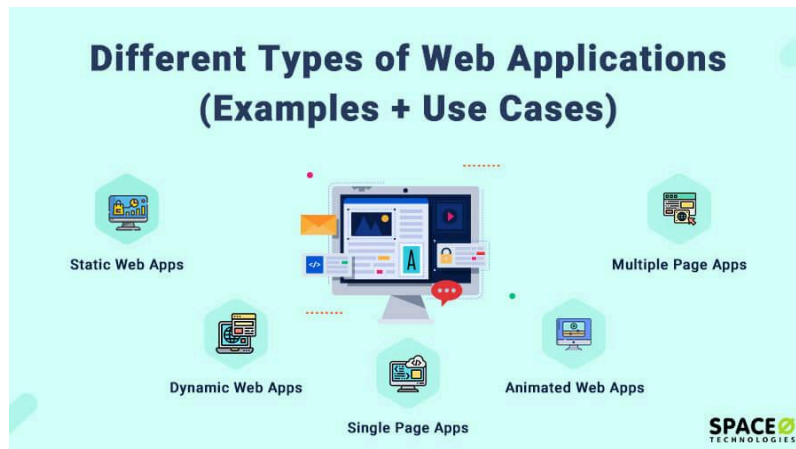 Different Types of Web Applications
(Examples + Use Cases)
Static Web Apps
Multiple Page Apps
A
</>
Dynamic Web Apps
Animated Web Apps
Single Page Apps
SPACEO
TECHNOLOGIES